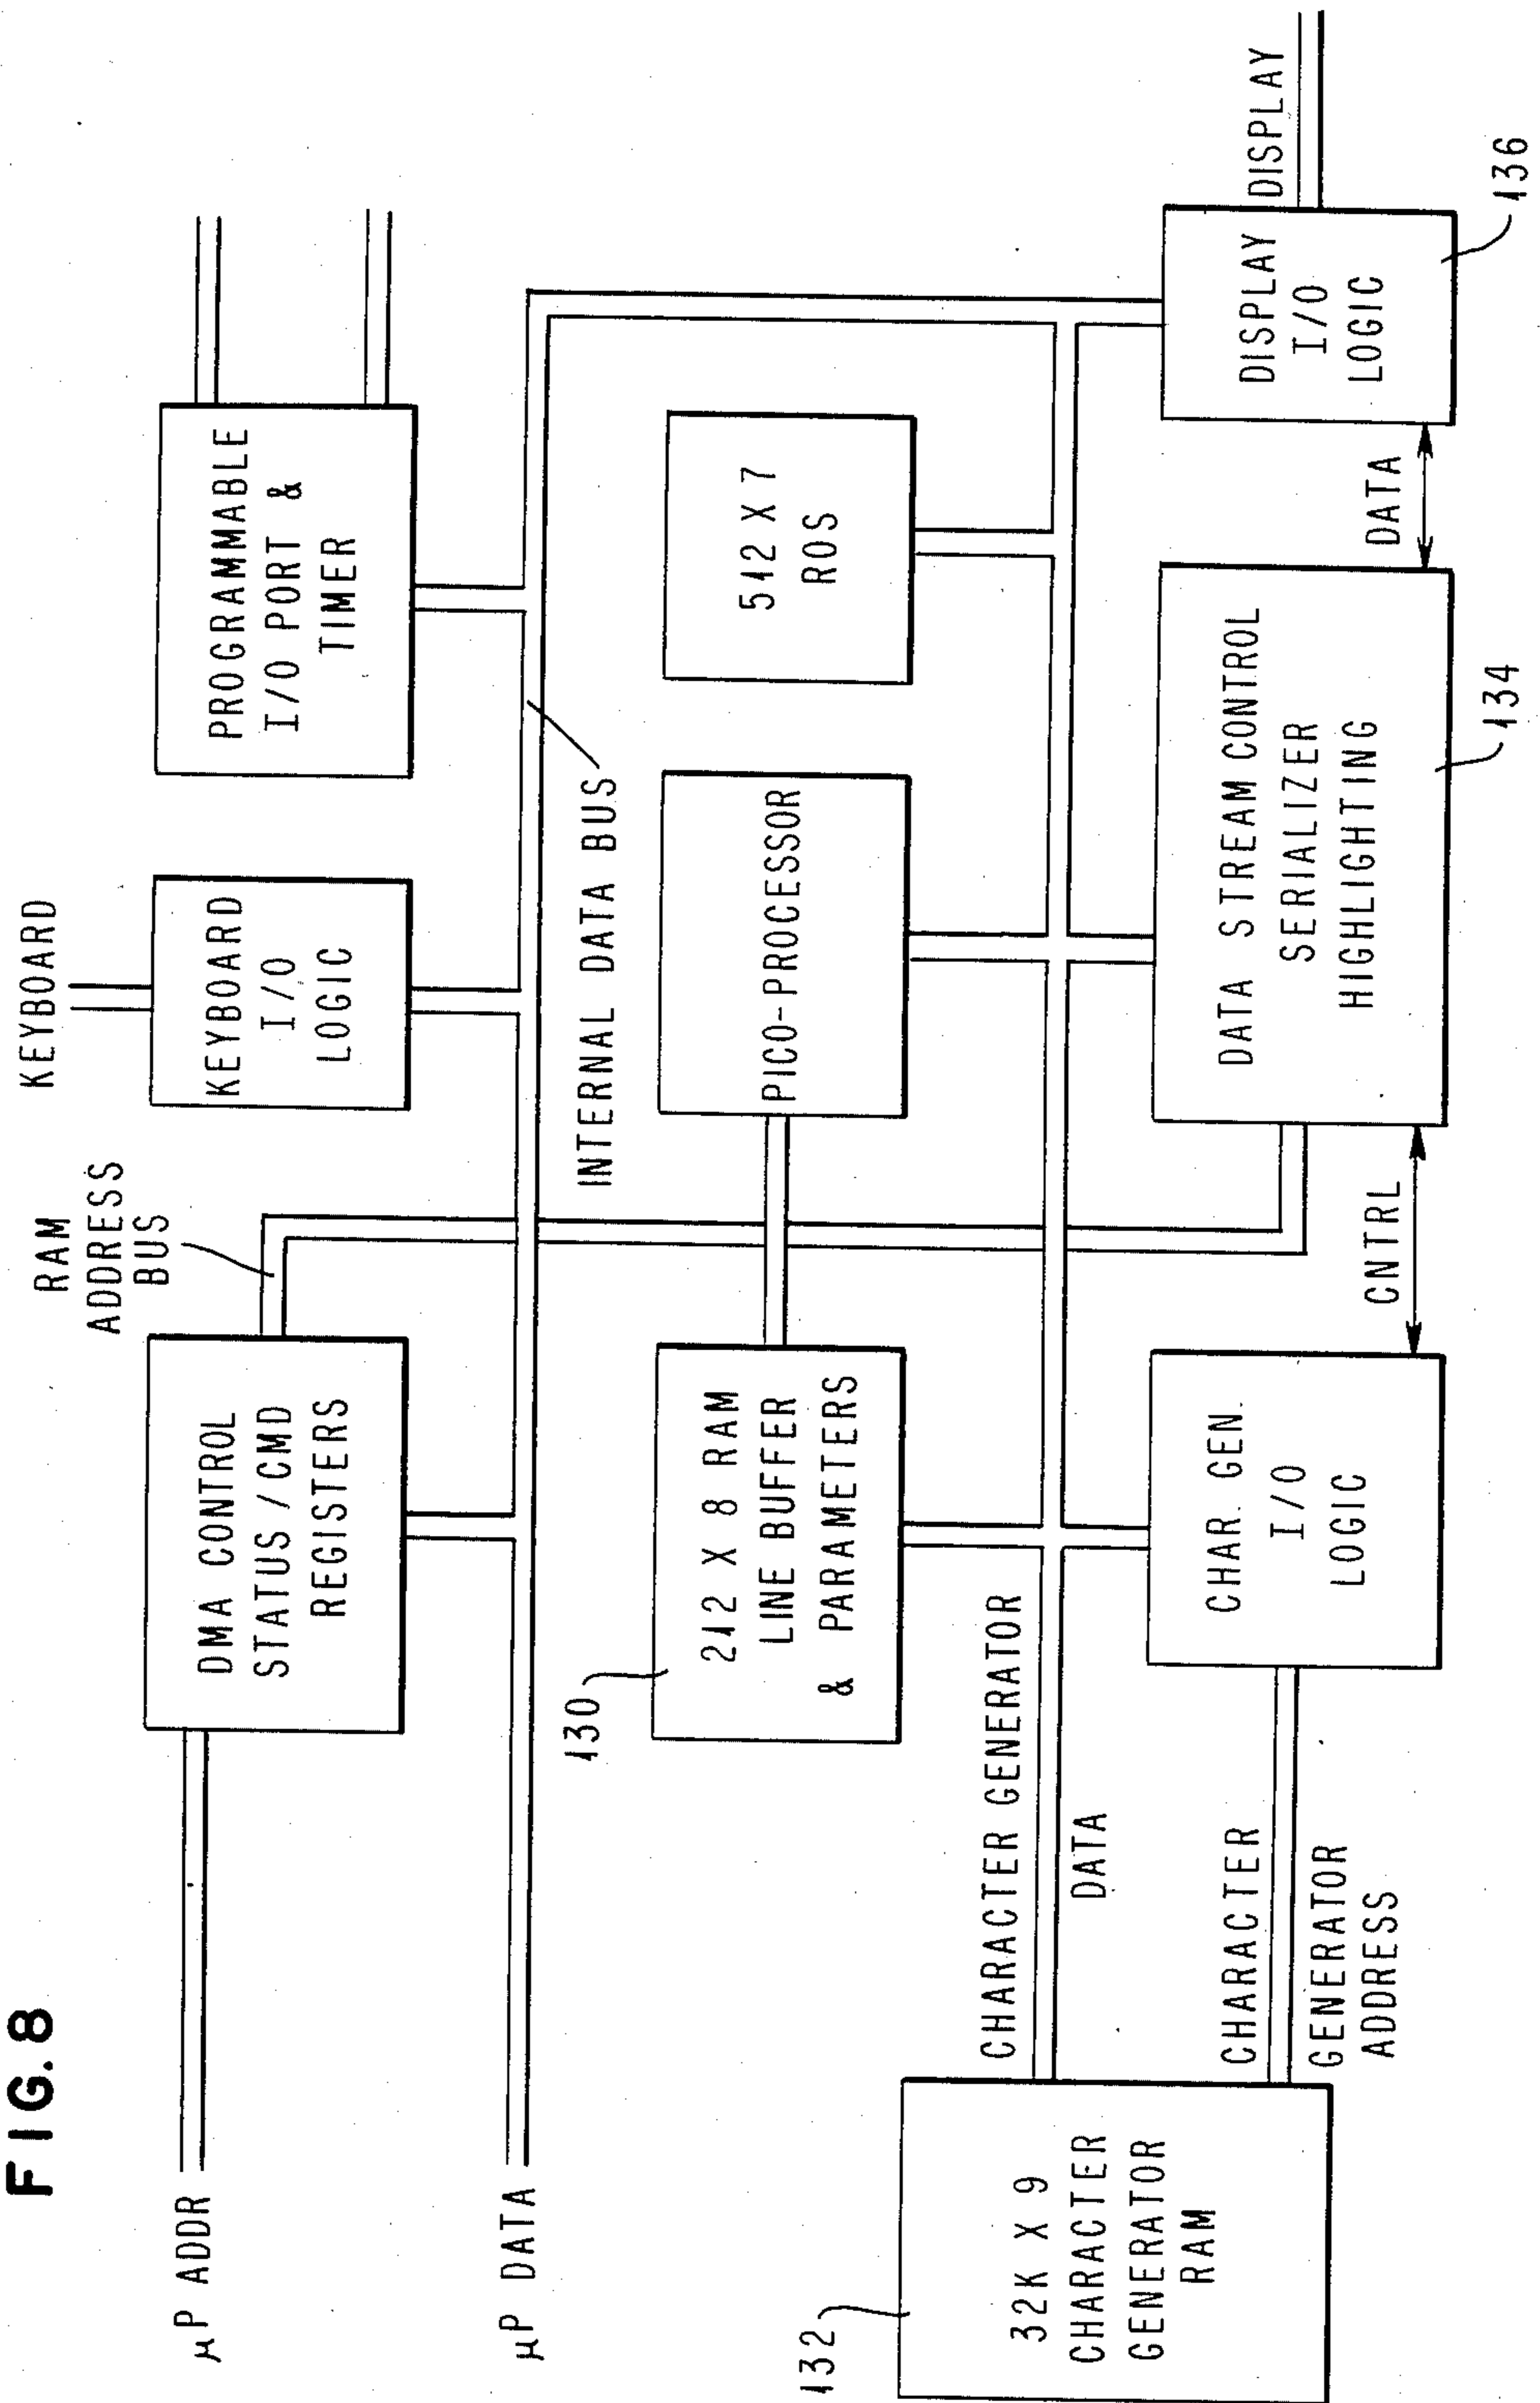 FIG. 8
KEYBOARD
RAM
ADDRESS
BUS
µP ADDR
DMA CONTROL
STATUS/CMD
REGISTERS
KEYBOARD
I/O
LOGIC
PROGRAMMABLE
I/O PORT &
TIMER
µP DATA
INTERNAL DATA BUS
130
212 X 8 RAM
LINE BUFFER
& PARAMETERS
PICO-PROCESSOR
512 X 7
ROS
132
32K X 9
CHARACTER
GENERATOR
RAM
CHARACTER GENERATOR
DATA
CHARACTER
GENERATOR
ADDRESS
CHAR. GEN.
I/O
LOGIC
CNTRL
DATA STREAM CONTROL
SERIALIZER
HIGHLIGHTING
134
DATA
DISPLAY
I/O
LOGIC
136
DISPLAY